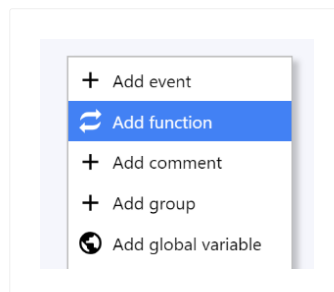 Add event
Add function
Add comment
Add group
Add global variable